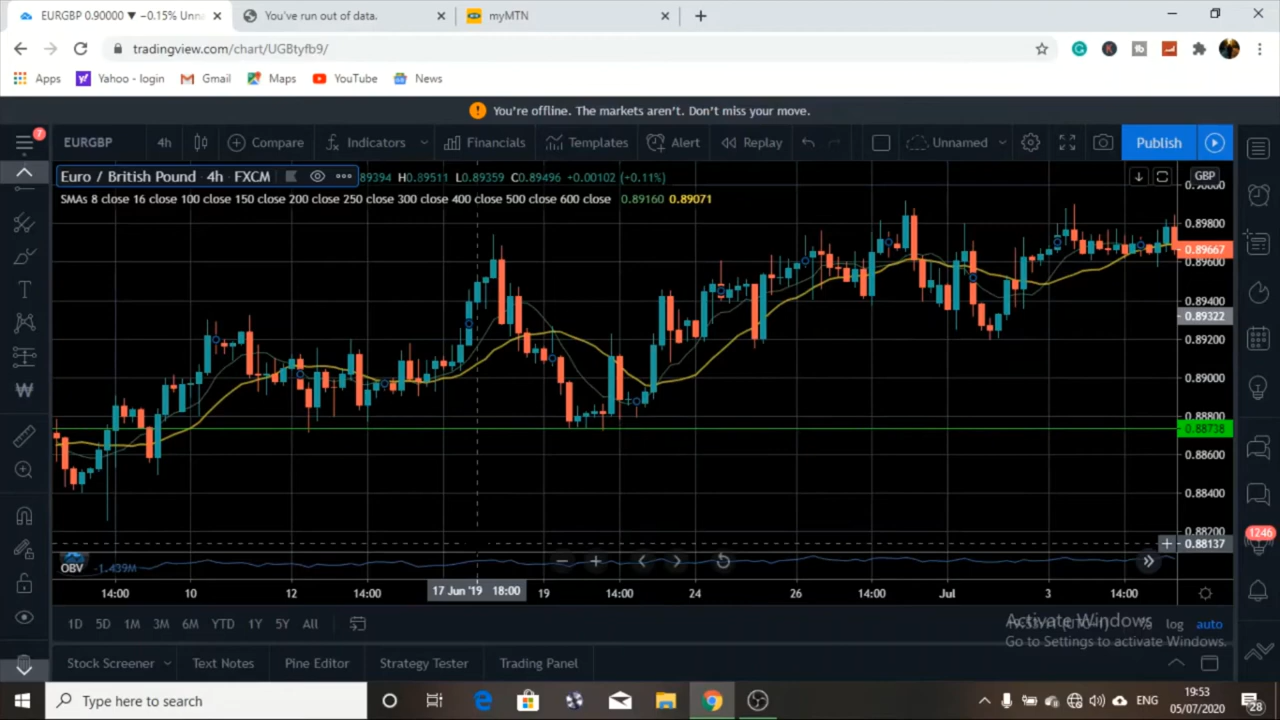 EURGBP 0.90000 ▼ −0.15% Unna
You've run out of data.
myMTN
tradingview.com/chart/UGBtyfb9/
Apps Yahoo - login Gmail Maps YouTube News
You're offline. The markets aren't. Don't miss your move.
7
EURGBP 4h Compare Indicators Financials Templates Alert Replay Unnamed Publish
Euro / British Pound 4h FXCM 89394 H0.89511 L0.89359 C0.89496 +0.00102 (+0.11%)
GBP
SMAs 8 close 16 close 100 close 150 close 200 close 250 close 300 close 400 close 500 close 600 close 0.89160 0.89071
0.90000
0.89800
0.89667
0.89600
0.89400
0.89322
0.89200
0.89000
0.88800
0.88738
0.88600
0.88400
0.88200
1246
0.88137
OBV -1.439M
14:00 10 12 14:00 17 Jun '19 18:00 19 14:00 24 26 14:00 Jul 3 14:00
1D 5D 1M 3M 6M YTD 1Y 5Y All % log auto
Activate Windows
Go to Settings to activate Windows.
Stock Screener Text Notes Pine Editor Strategy Tester Trading Panel
Type here to search
ENG
19:53
05/07/2020
28